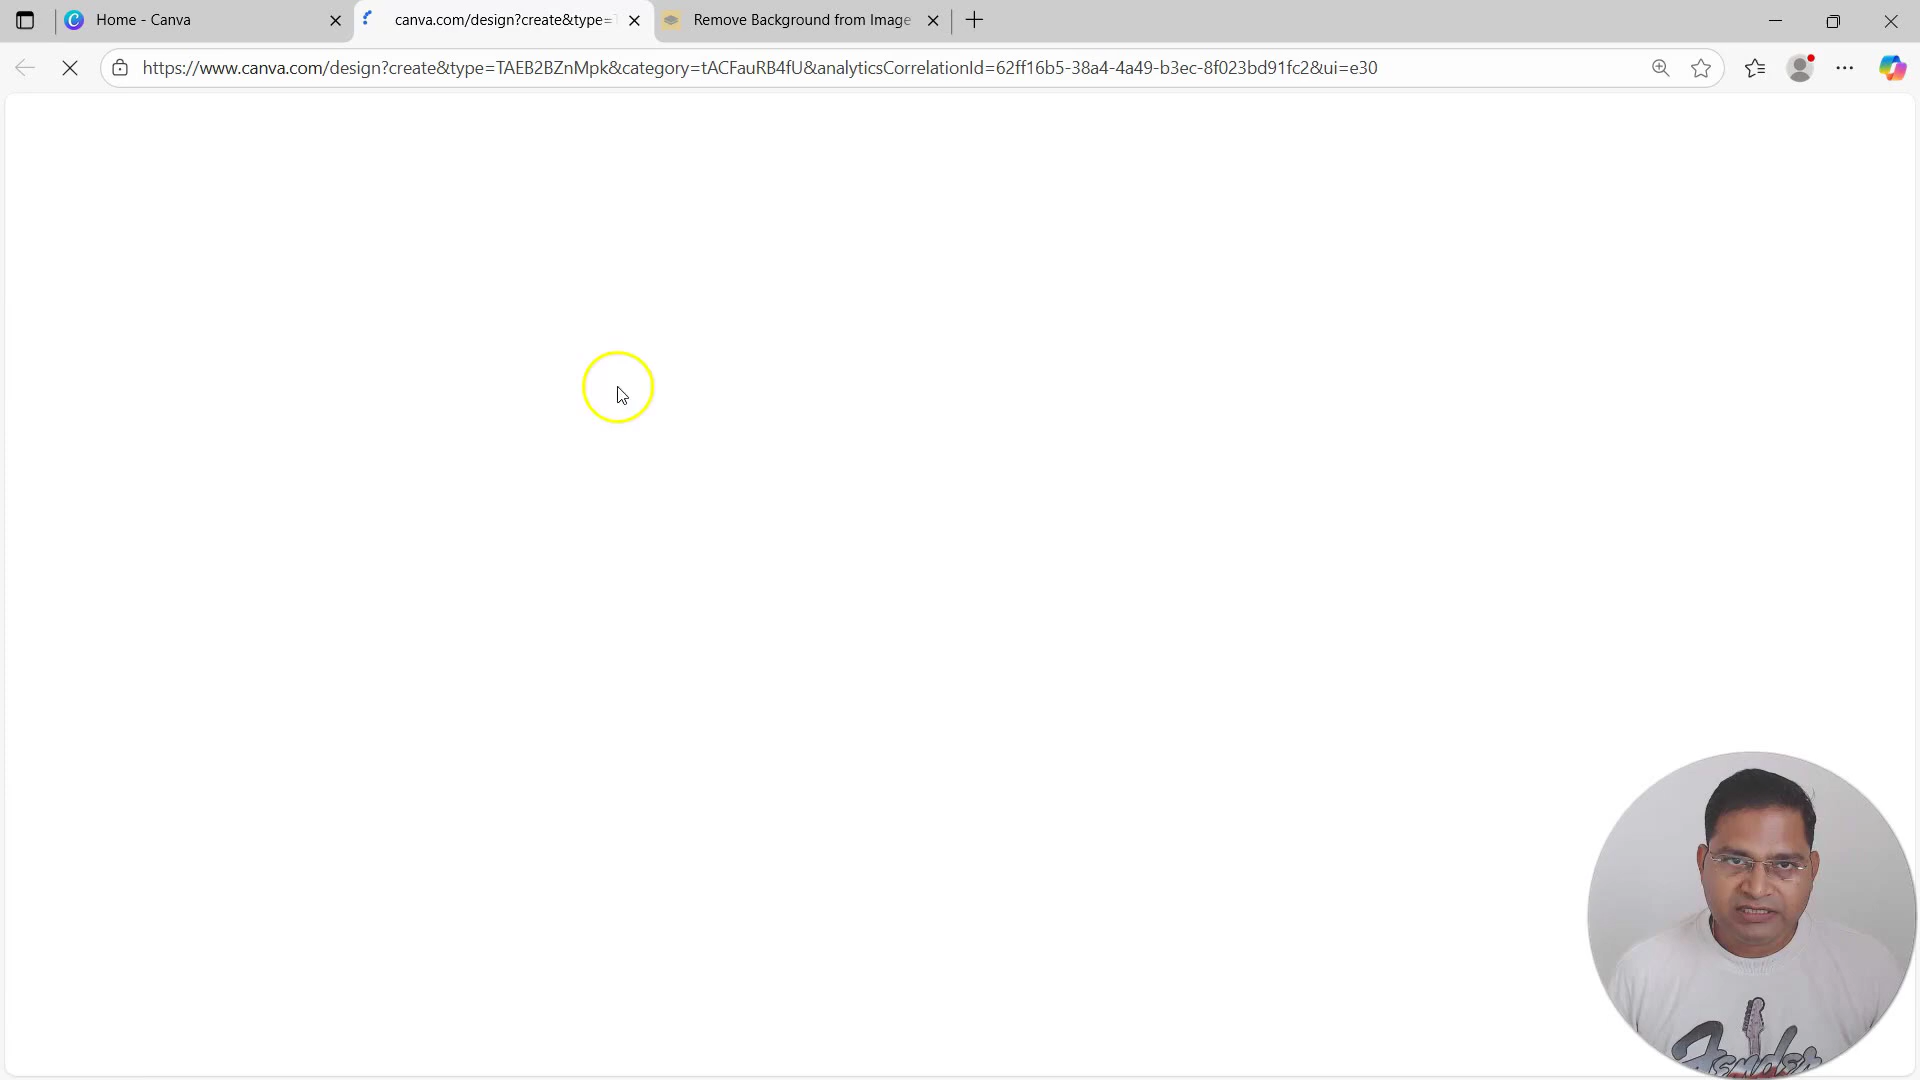 Home - Canva
canva.com/design?create&type=
Remove Background from Image
https://www.canva.com/design?create&type=TAEB2BZnMpk&category=tACFauRB4fU&analyticsCorrelationId=62ff16b5-38a4-4a49-b3ec-8f023bd91fc2&ui=e30
Fender